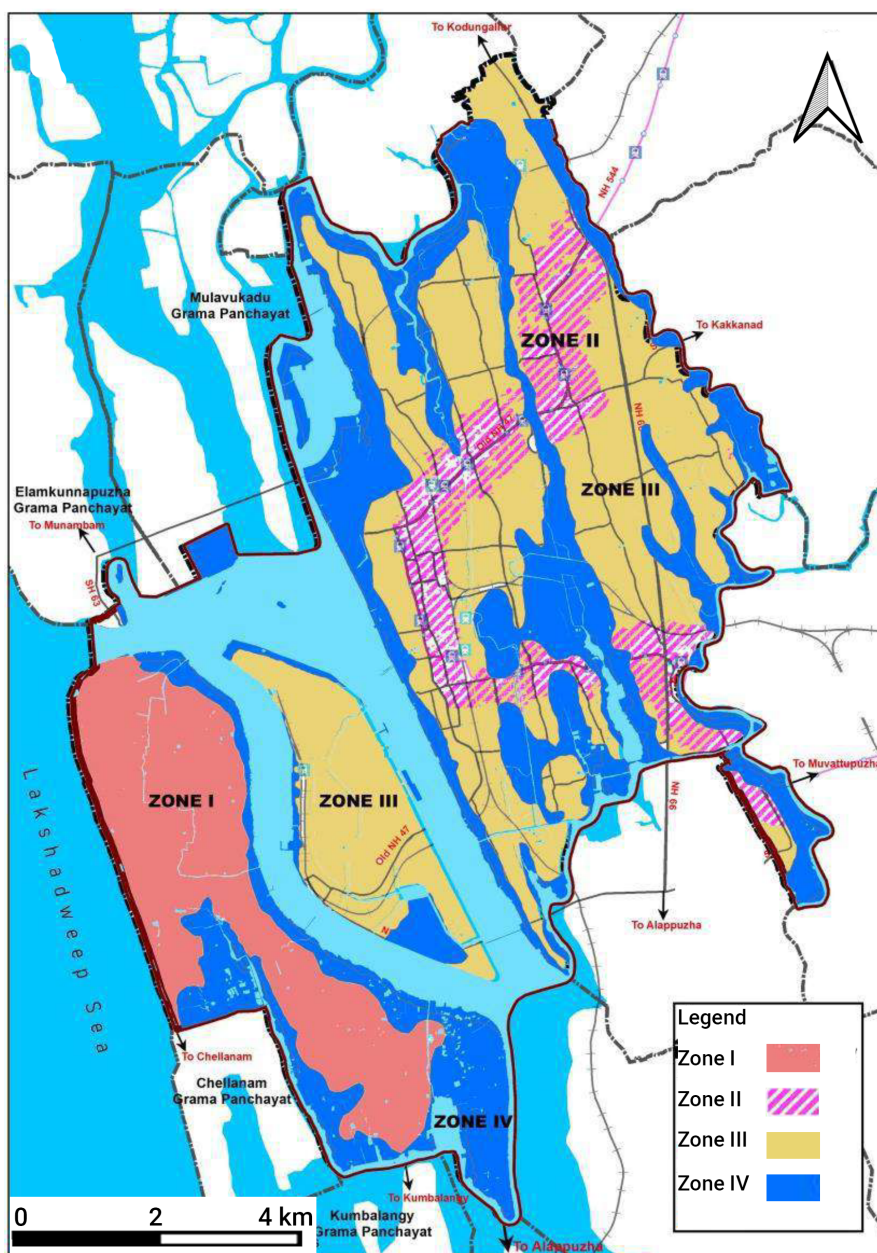 To Kodungallar
NH 544
Mulavukadu
Grama Panchayat
To Kakkanad
ZONE II
Old NH 47
NH 66
ZONE III
Elamkunnapuzha
Grama Panchayat
To Munambam
SH 63
ZONE I
ZONE III
Old NH 47
N
NH 66
To Muvattupuzha
Lakshadweep Sea
To Alappuzha
To Chellanam
Chellanam
Grama Panchayat
ZONE IV
To Kumbalangy
Kumbalangy
Grama Panchayat
To Alappuzha
Legend
Zone I
Zone II
Zone III
Zone IV
0 2 4 km